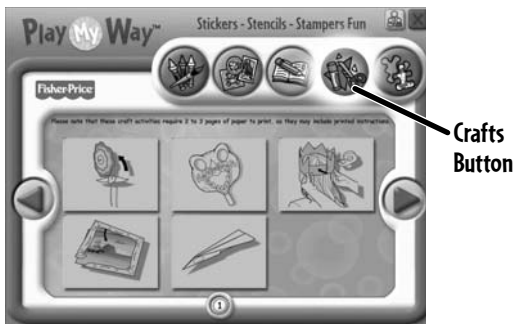 Play My Way™
Stickers - Stencils - Stampers Fun
Fisher-Price
Please note that these craft activities require 2 to 3 pages of paper to print, as they may include printed instructions
Crafts
Button
1